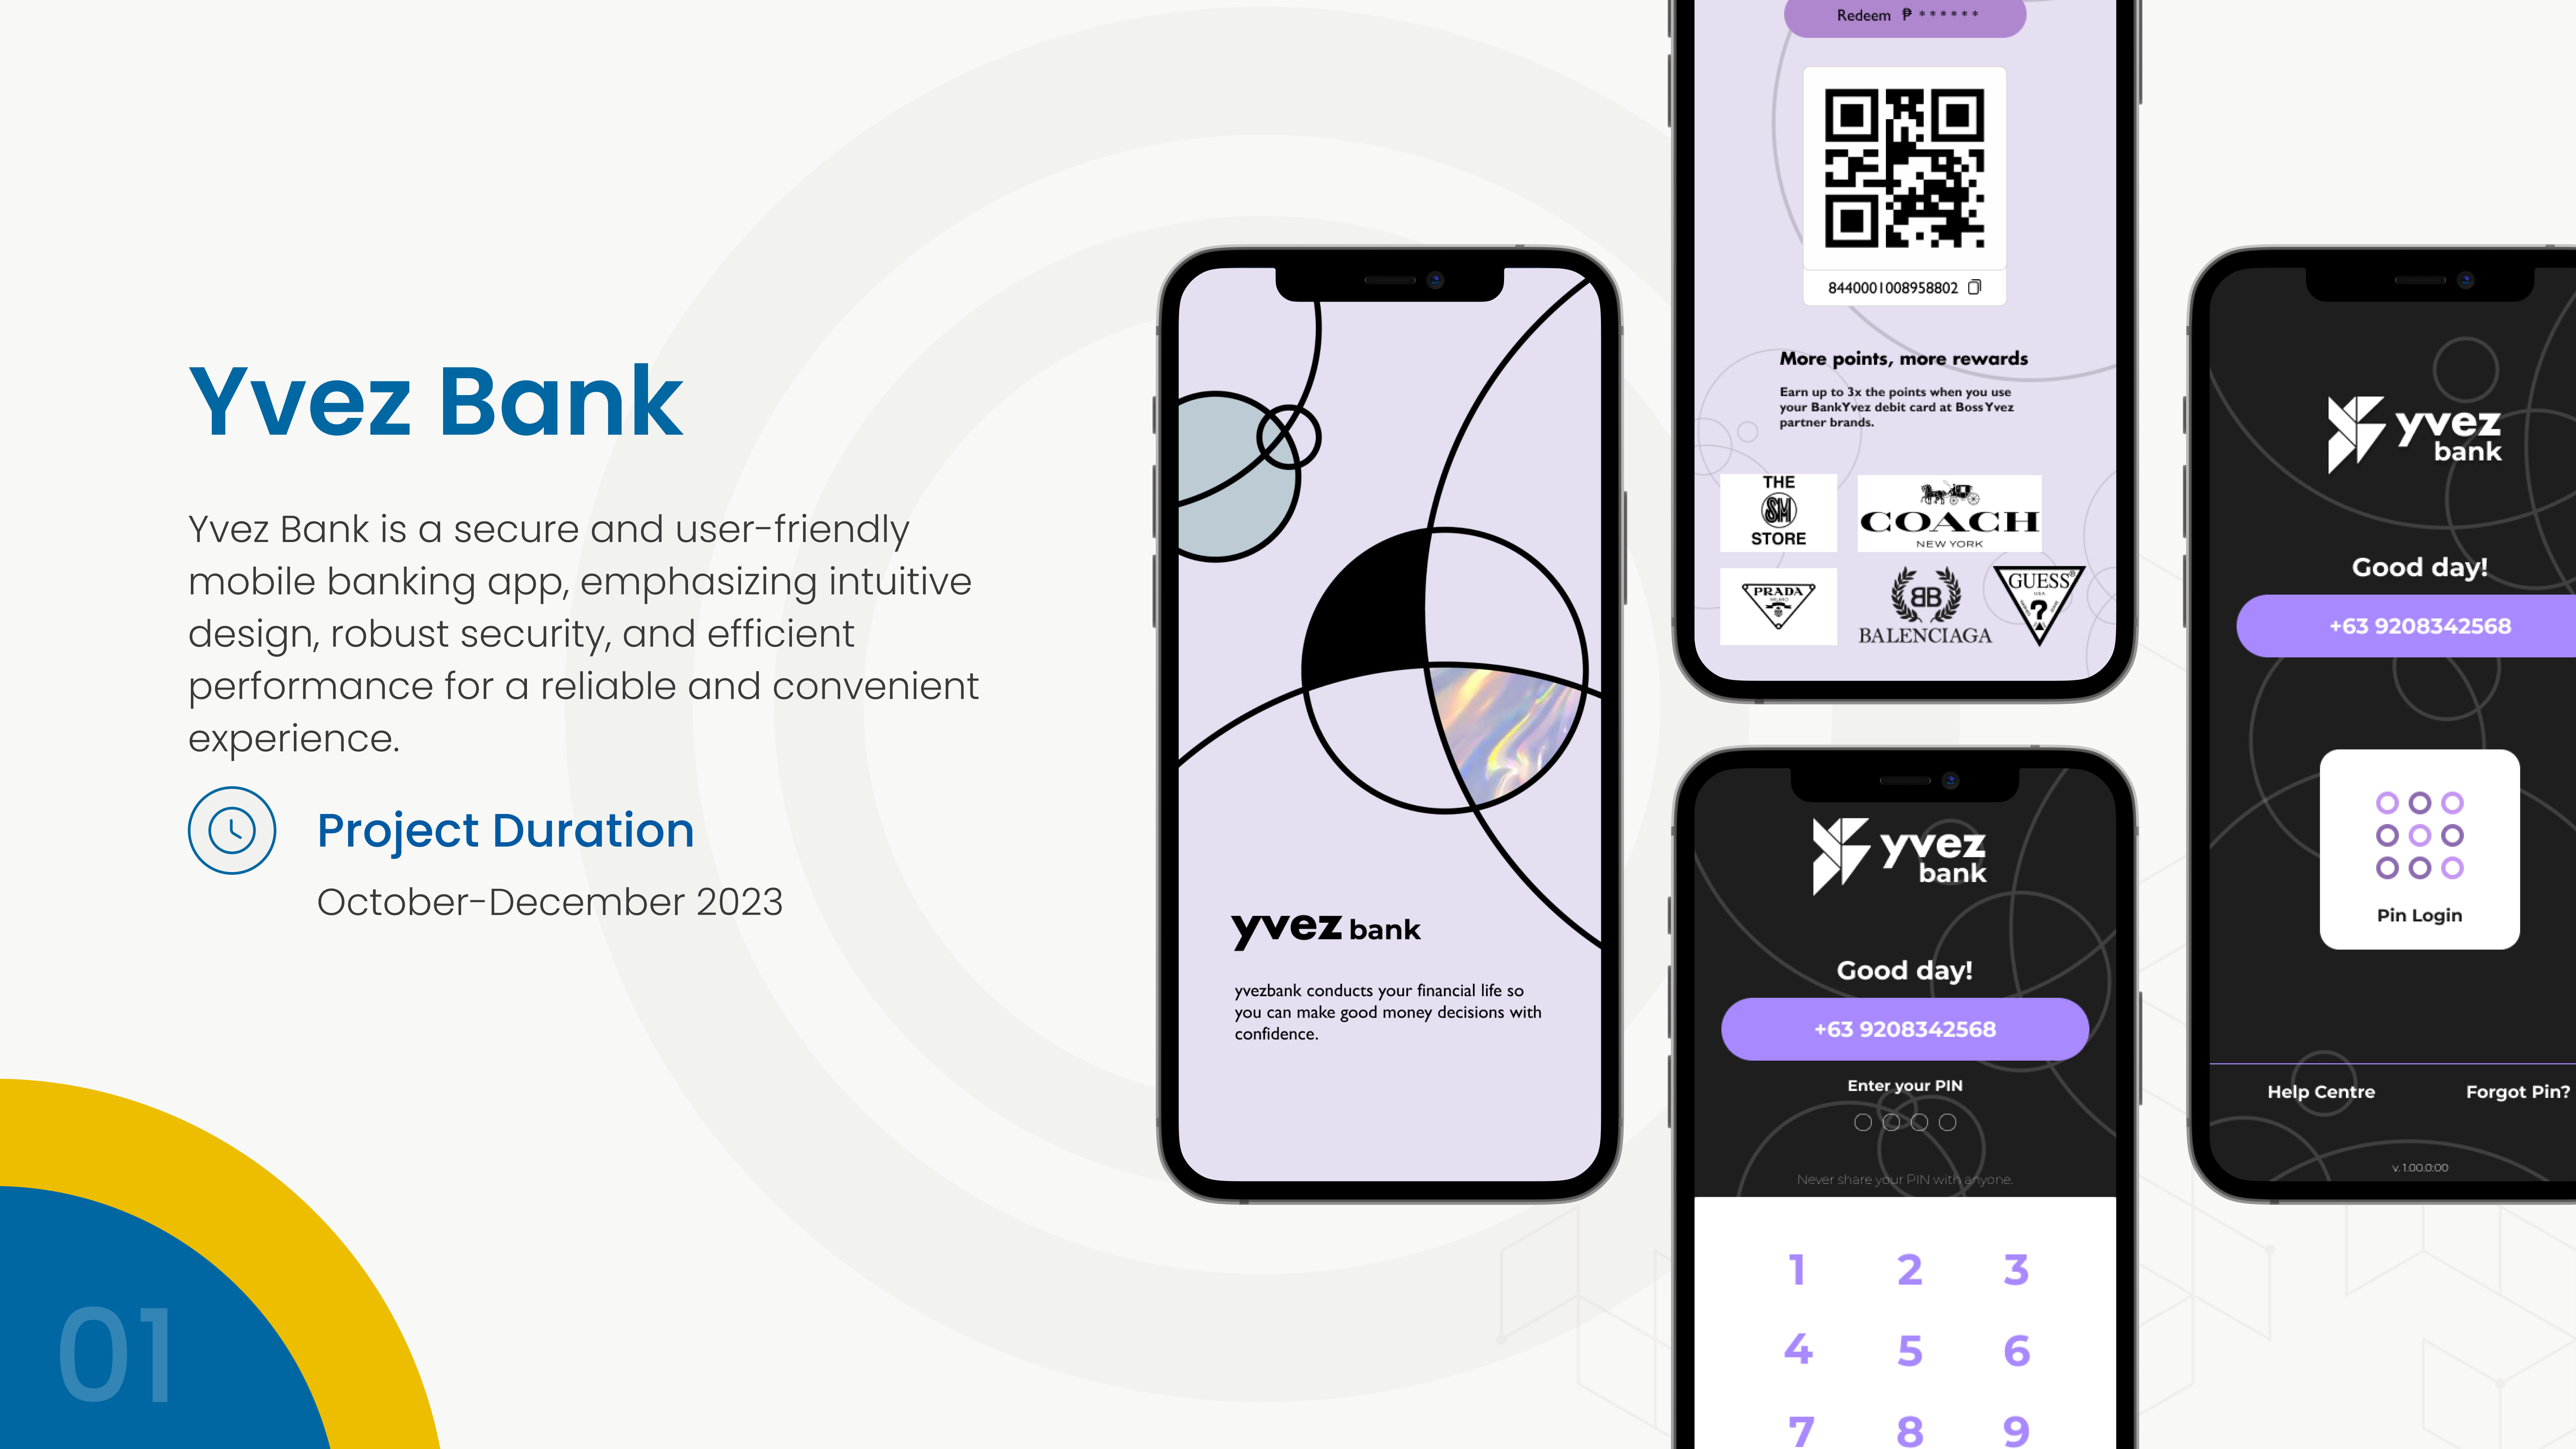 Yvez Bank
Yvez Bank is a secure and user-friendly
mobile banking app, emphasizing intuitive
design, robust security, and efficient
performance for a reliable and convenient
experience.
Project Duration
October-December 2023
01
yvez bank
yvezbank conducts your financial life so
you can make good money decisions with
confidence.
Redeem ₱ ******
8440001008958802
More points, more rewards
Earn up to 3x the points when you use
your BankYvez debit card at Boss Yvez
partner brands.
THE
SM
STORE
COACH
NEW YORK
PRADA
MILANO
BB
BALENCIAGA
GUESS®
USA
?
yvez
bank
Good day!
+63 9208342568
Enter your PIN
Never share your PIN with anyone.
1 2 3
4 5 6
7 8 9
yvez
bank
Good day!
+63 9208342568
Pin Login
Help Centre
Forgot Pin?
v.1.00.0:00